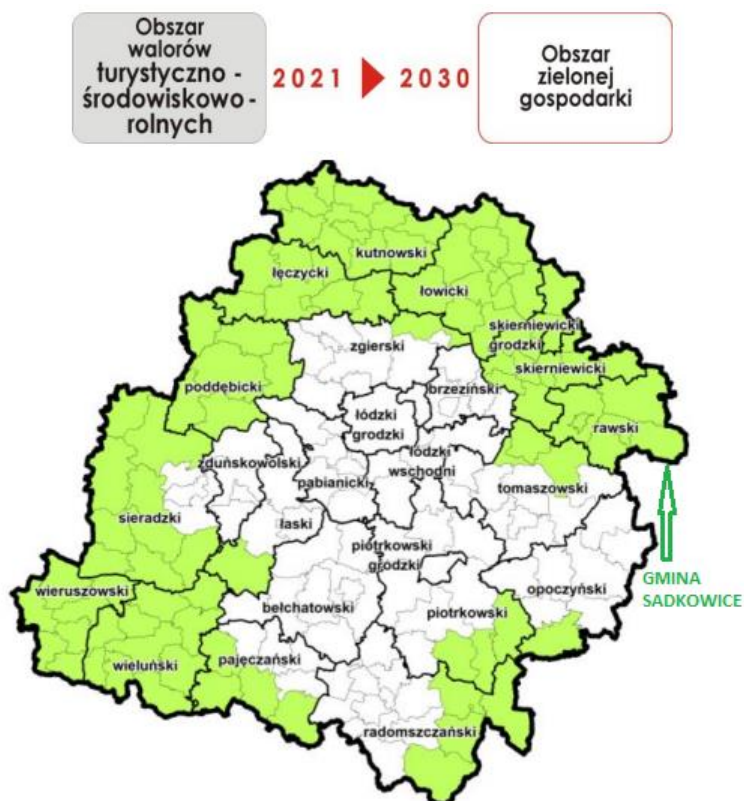 Obszar
walorów
turystyczno -
środowiskowo -
rolnych
2021
2030
Obszar
zielonej
gospodarki
kutnowski
łęczycki
łowicki
skierniewicki
grodzki
zgierski
skierniewicki
poddębicki
brzeziński
łódzki
grodzki
rawski
łódzki
wschodni
zduńskowolski
pabianicki
tomaszowski
sieradzki
łaski
piotrkowski
grodzki
GMINA
SADKOWICE
wieruszowski
opoczyński
bełchatowski
piotrkowski
wieluński
pajęczański
radomszczański